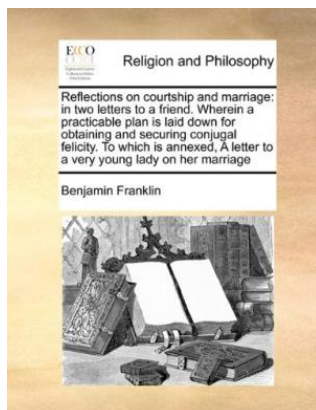 ECCO
Religion and Philosophy
Reflections on courtship and marriage:
in two letters to a friend. Wherein a
practicable plan is laid down for
obtaining and securing conjugal
felicity. To which is annexed, A letter to
a very young lady on her marriage
Benjamin Franklin